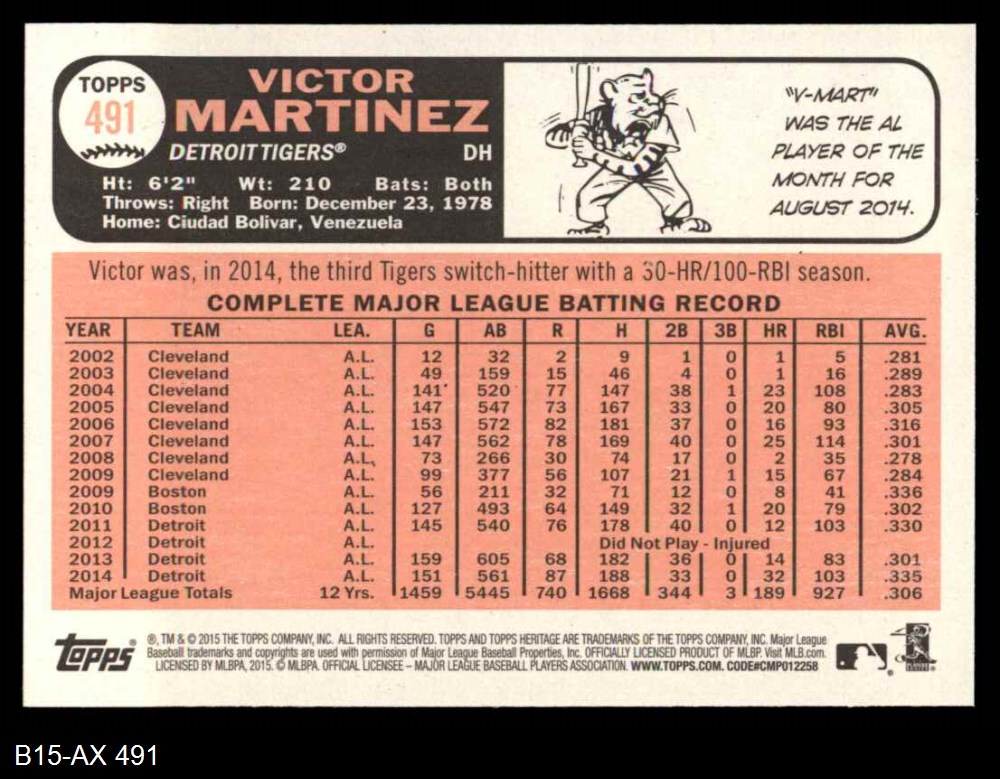 TOPPS
491
VICTOR
MARTINEZ
DETROIT TIGERS® DH
Ht: 6'2" Wt: 210 Bats: Both
Throws: Right Born: December 23, 1978
Home: Ciudad Bolivar, Venezuela
"V-MART"
WAS THE AL
PLAYER OF THE
MONTH FOR
AUGUST 2014.
Victor was, in 2014, the third Tigers switch-hitter with a 30-HR/100-RBI season.
COMPLETE MAJOR LEAGUE BATTING RECORD
YEAR TEAM LEA. G AB R H 2B 3B HR RBI AVG.
2002 Cleveland A.L. 12 32 2 9 1 0 1 5 .281
2003 Cleveland A.L. 49 159 15 46 4 0 1 16 .289
2004 Cleveland A.L. 141 520 77 147 38 1 23 108 .283
2005 Cleveland A.L. 147 547 73 167 33 0 20 80 .305
2006 Cleveland A.L. 153 572 82 181 37 0 16 93 .316
2007 Cleveland A.L. 147 562 78 169 40 0 25 114 .301
2008 Cleveland A.L. 73 266 30 74 17 0 2 35 .278
2009 Cleveland A.L. 99 377 56 107 21 1 15 67 .284
2009 Boston A.L. 56 211 32 71 12 0 8 41 .336
2010 Boston A.L. 127 493 64 149 32 1 20 79 .302
2011 Detroit A.L. 145 540 76 178 40 0 12 103 .330
2012 Detroit A.L. Did Not Play - Injured
2013 Detroit A.L. 159 605 68 182 36 0 14 83 .301
2014 Detroit A.L. 151 561 87 188 33 0 32 103 .335
Major League Totals 12 Yrs. 1459 5445 740 1668 344 3 189 927 .306
Topps
®, TM & © 2015 THE TOPPS COMPANY, INC. ALL RIGHTS RESERVED. TOPPS AND TOPPS HERITAGE ARE TRADEMARKS OF THE TOPPS COMPANY, INC. Major League
Baseball trademarks and copyrights are used with permission of Major League Baseball Properties, Inc. OFFICIALLY LICENSED PRODUCT OF MLBP. Visit MLB.com.
LICENSED BY MLBPA, 2015. © MLBPA. OFFICIAL LICENSEE – MAJOR LEAGUE BASEBALL PLAYERS ASSOCIATION. WWW.TOPPS.COM. CODE#CMP012258
B15-AX 491